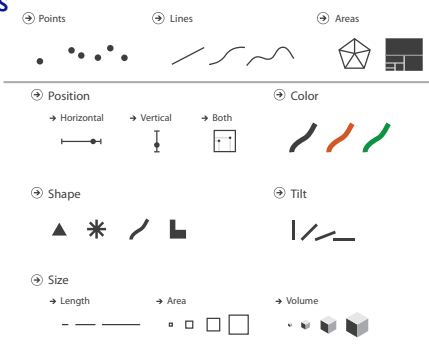 s
Points Lines Areas
Position Color
Horizontal Vertical Both
Shape Tilt
Size
Length Area Volume